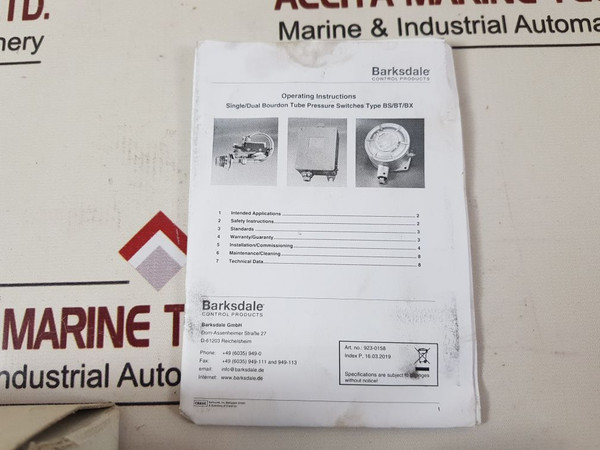 LTD.
Marine & Industrial Automa
Barksdale
CONTROL PRODUCTS
Operating Instructions
Single/Dual Bourdon Tube Pressure Switches Type BS/BT/BX
1 Intended Applications 2
2 Safety Instructions 2
3 Standards 3
4 Warranty/Guaranty 3
5 Installation/Commissioning 4
6 Maintenance/Cleaning 8
7 Technical Data 8
Barksdale
CONTROL PRODUCTS
Barksdale GmbH
Dorn-Assenheimer Straße 27
D-61203 Reichelsheim
Phone: +49 (6035) 949-0
Fax: +49 (6035) 949-111 and 949-113
email: info@barksdale.de
Internet: www.barksdale.de
Art. no.: 923-0158
Index P, 16.03.2019
Specifications are subject to changes
without notice!
CRANE
1
MARINE T
ndustrial Auto